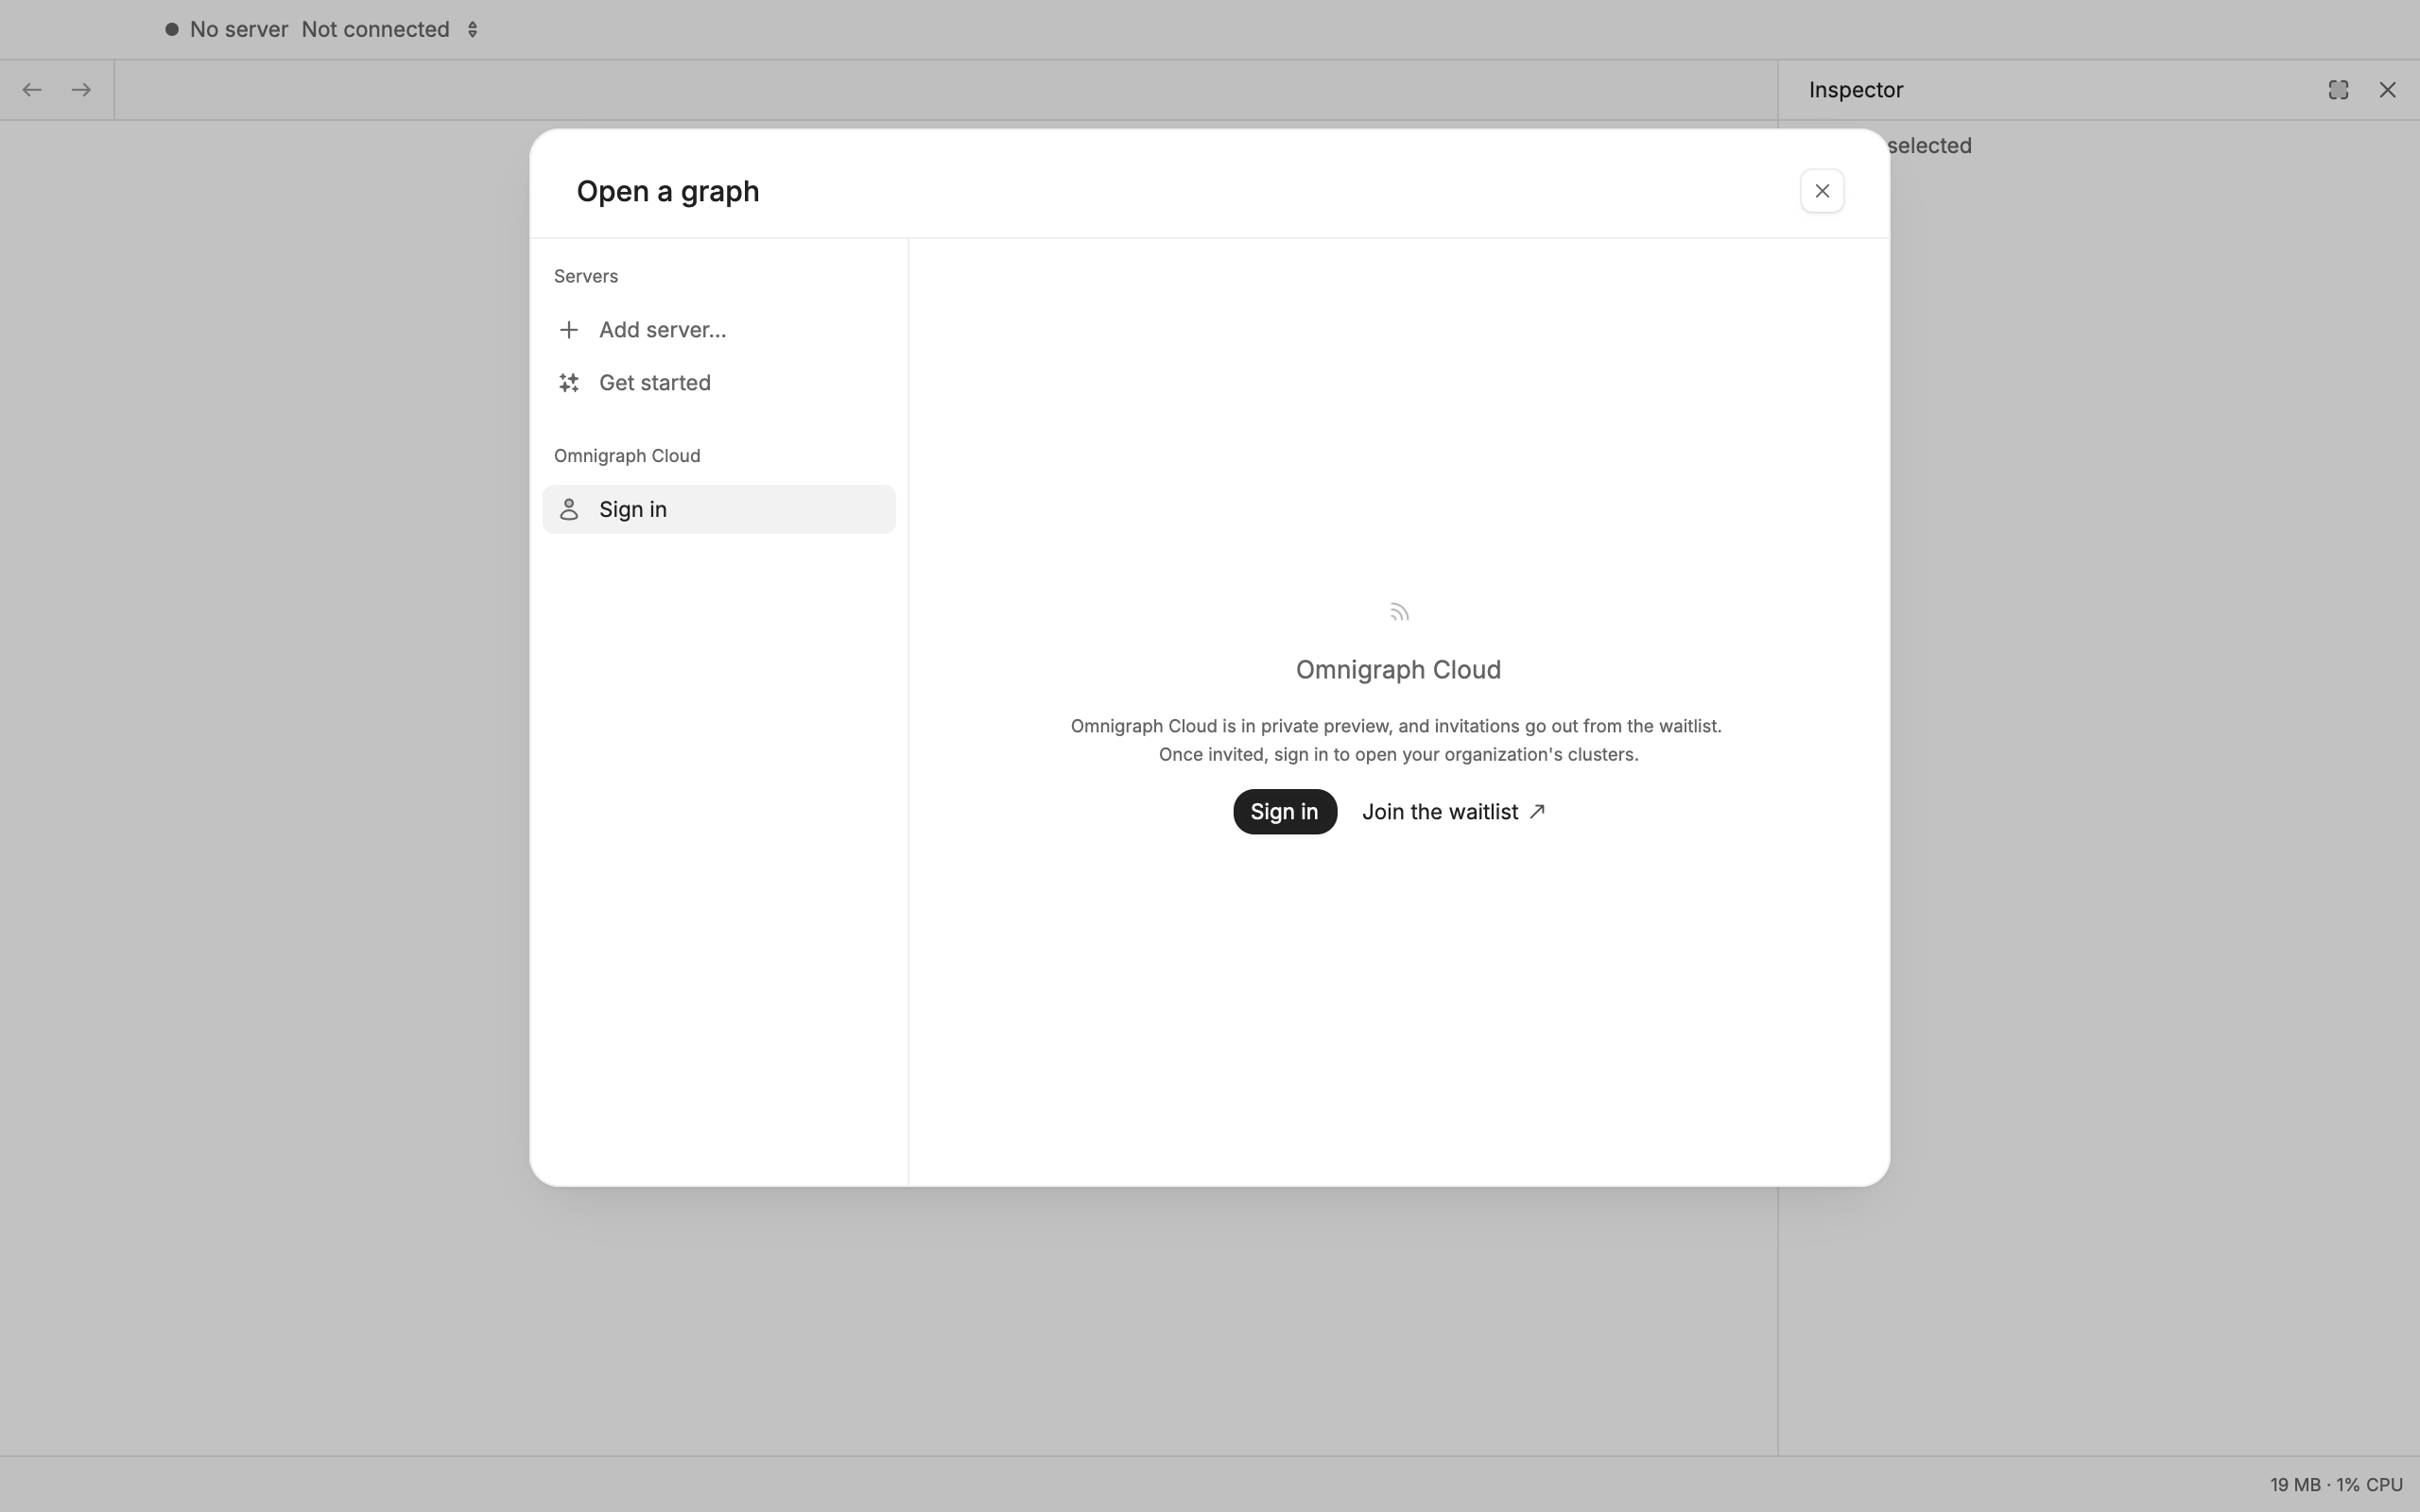 No server Not connected
Inspector
selected
Open a graph
Servers
Add server...
Get started
Omnigraph Cloud
Sign in
Omnigraph Cloud
Omnigraph Cloud is in private preview, and invitations go out from the waitlist.
Once invited, sign in to open your organization's clusters.
Sign in Join the waitlist
19 MB · 1% CPU